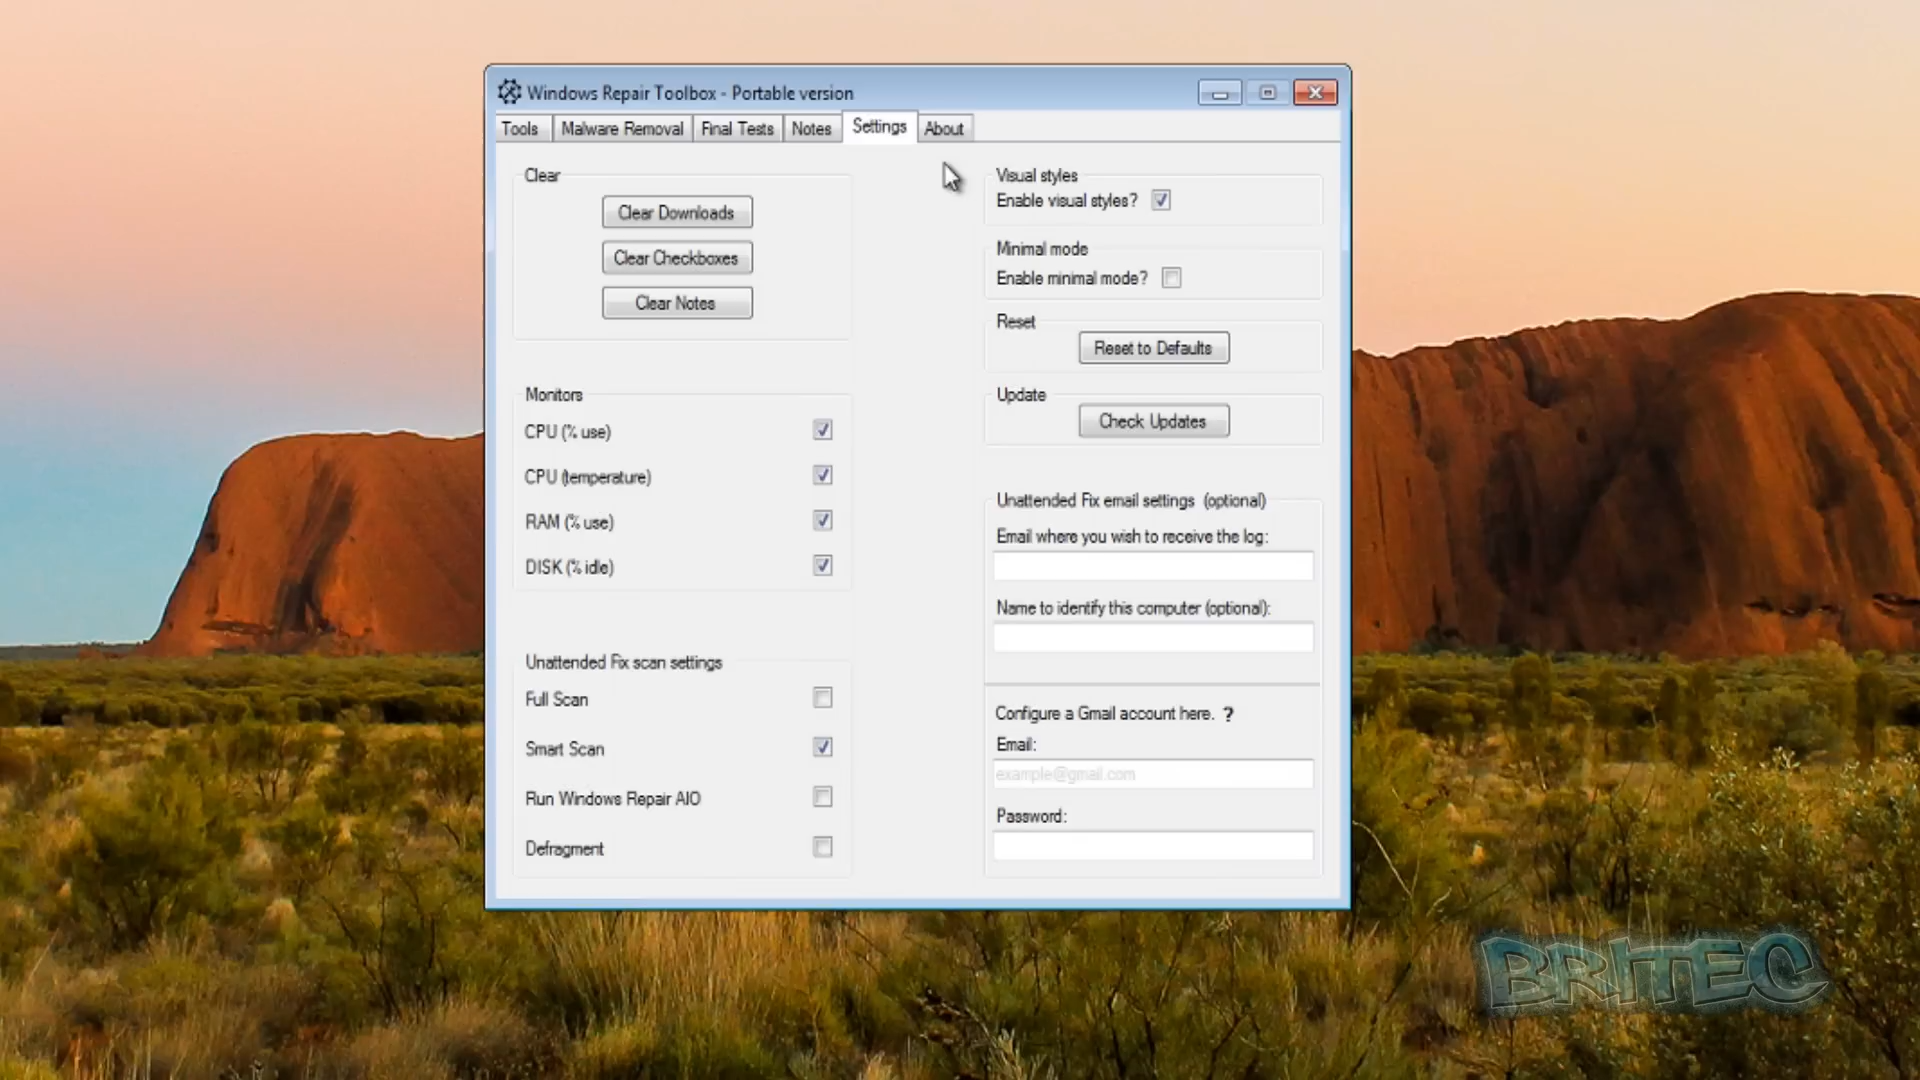 Windows Repair Toolbox - Portable version
Tools
Malware Removal
Final Tests
Notes
Settings
About
Clear
Clear Downloads
Clear Checkboxes
Clear Notes
Monitors
CPU (% use)
CPU (temperature)
RAM (% use)
DISK (% idle)
Unattended Fix scan settings
Full Scan
Smart Scan
Run Windows Repair AIO
Defragment
Visual styles
Enable visual styles?
Minimal mode
Enable minimal mode?
Reset
Reset to Defaults
Update
Check Updates
Unattended Fix email settings (optional)
Email where you wish to receive the log:
Name to identify this computer (optional):
Configure a Gmail account here. ?
Email:
example@gmail.com
Password:
BRITEC